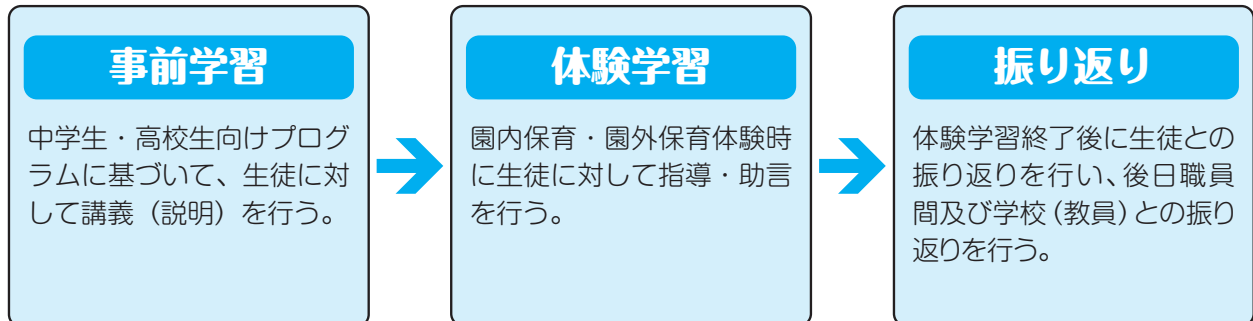 事前学習
中学生・高校生向けプログ
ラムに基づいて、生徒に対
して講義（説明）を行う。
体験学習
園内保育・園外保育体験時
に生徒に対して指導・助言
を行う。
振り返り
体験学習終了後に生徒との
振り返りを行い、後日職員
間及び学校（教員）との振り
返りを行う。